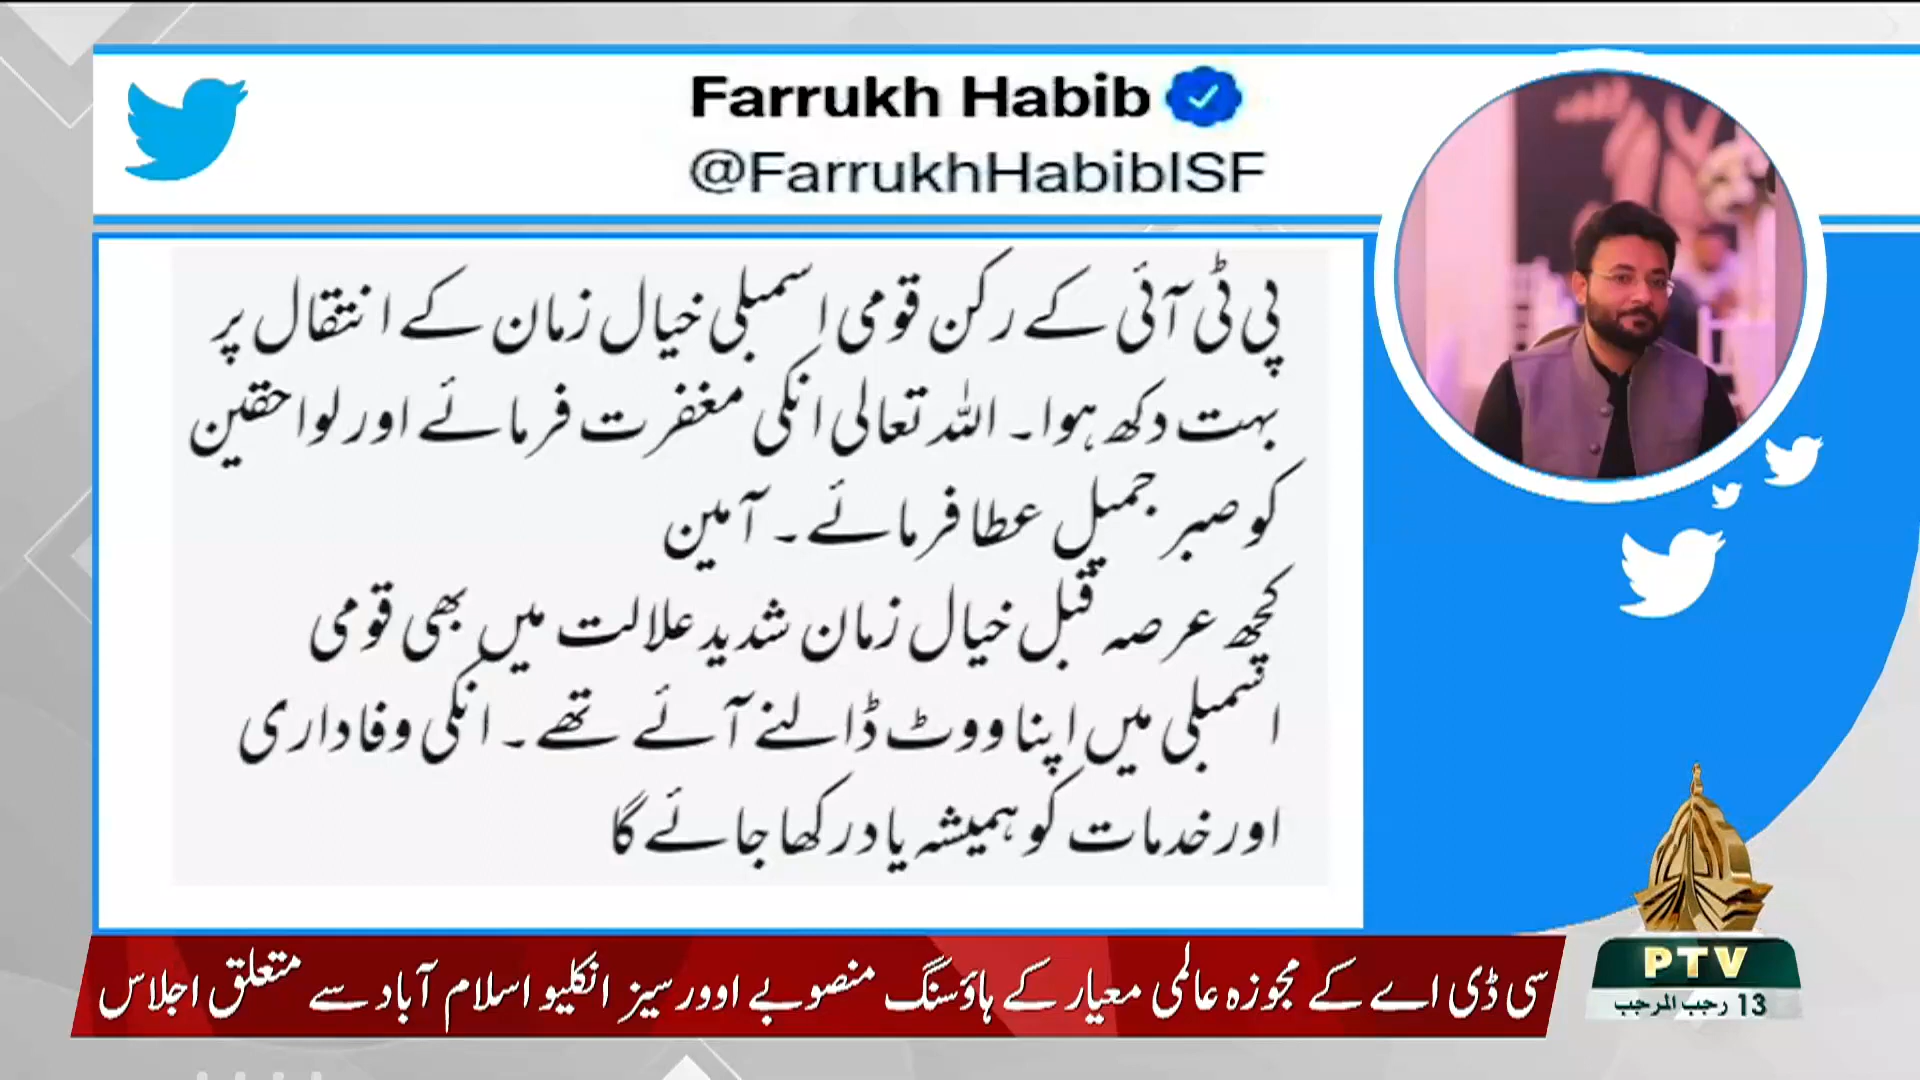 Farrukh Habib
@FarrukhHabibISF
پی ٹی آئی کے رکن قومی اسمبلی خیال زمان کے انتقال پر
بہت دکھ ہوا۔ اللہ تعالی انکی مغفرت فرمائے اور لواحقین
کو صبر جمیل عطا فرمائے۔ آمین
کچھ عرصہ قبل خیال زمان شدید علالت میں بھی قومی
اسمبلی میں اپنا ووٹ ڈالنے آئے تھے۔ انکی وفاداری
اور خدمات کو ہمیشہ یاد رکھا جائے گا
سی ڈی اے کے مجوزہ عالمی معیار کے ہاؤسنگ منصوبے اوورسیز انکلیو اسلام آباد سے متعلق اجلاس
PTV
13 رجب المرجب